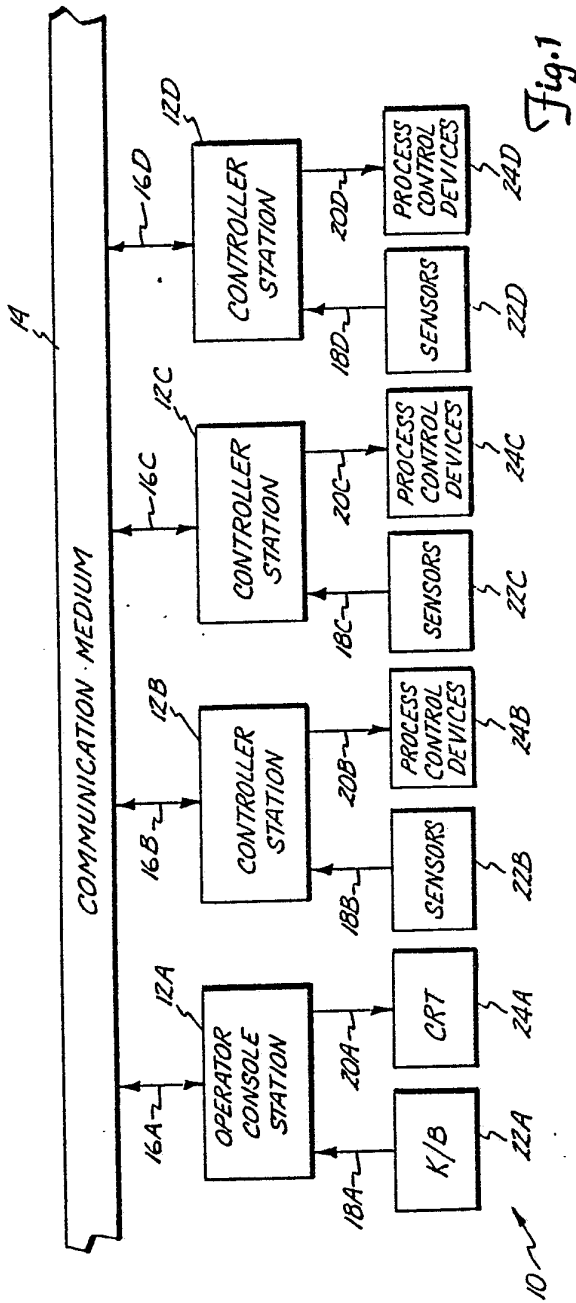 14
COMMUNICATION MEDIUM
16A
16B
16C
16D
12A
12B
12C
12D
OPERATOR
CONSOLE
STATION
CONTROLLER
STATION
CONTROLLER
STATION
CONTROLLER
STATION
18A
20A
18B
20B
18C
20C
18D
20D
K/B
CRT
SENSORS
PROCESS
CONTROL
DEVICES
SENSORS
PROCESS
CONTROL
DEVICES
SENSORS
PROCESS
CONTROL
DEVICES
22A
24A
22B
24B
22C
24C
22D
24D
10
Fig.1